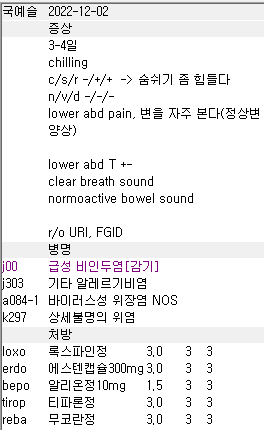 국예슬 2022-12-02
증상
3-4일
chilling
c/s/r -/+/+ -> 숨쉬기 좀 힘들다
n/v/d -/-/-
lower abd pain, 변을 자주 본다(정상변
양상)
lower abd T +-
clear breath sound
normoactive bowel sound
r/o URI, FGID
병명
j00 급성 비인두염[감기]
j303 기타 알레르기비염
a084-1 바이러스성 위장염 NOS
k297 상세불명의 위염
처방
loxo 록스파인정 3,0 3 3
erdo 에스텐캡슐300mg 3,0 3 3
bepo 알리온정10mg 1,5 3 3
tirop 티파론정 3,0 3 3
reba 무코란정 3,0 3 3